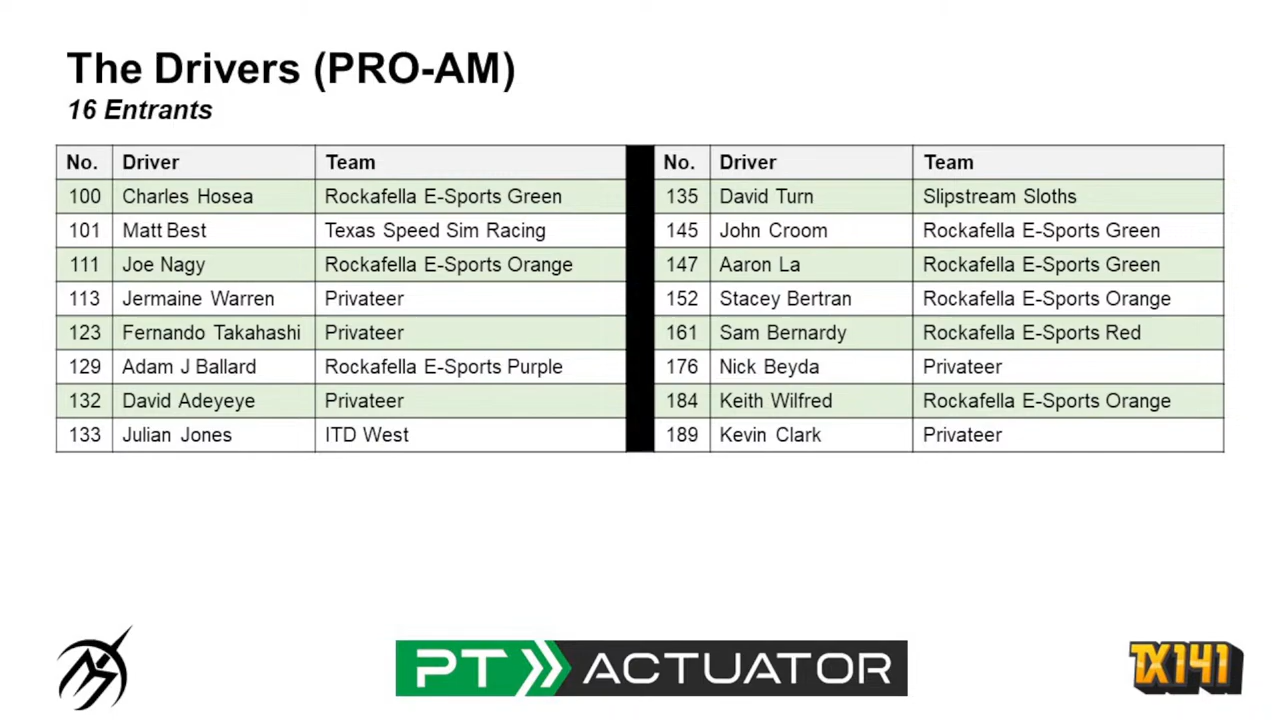 The Drivers (PRO-AM)
16 Entrants
No. Driver Team
100 Charles Hosea Rockafella E-Sports Green
101 Matt Best Texas Speed Sim Racing
111 Joe Nagy Rockafella E-Sports Orange
113 Jermaine Warren Privateer
123 Fernando Takahashi Privateer
129 Adam J Ballard Rockafella E-Sports Purple
132 David Adeyeye Privateer
133 Julian Jones ITD West
No. Driver Team
135 David Turn Slipstream Sloths
145 John Croom Rockafella E-Sports Green
147 Aaron La Rockafella E-Sports Green
152 Stacey Bertran Rockafella E-Sports Orange
161 Sam Bernardy Rockafella E-Sports Red
176 Nick Beyda Privateer
184 Keith Wilfred Rockafella E-Sports Orange
189 Kevin Clark Privateer
PT ACTUATOR
TX141